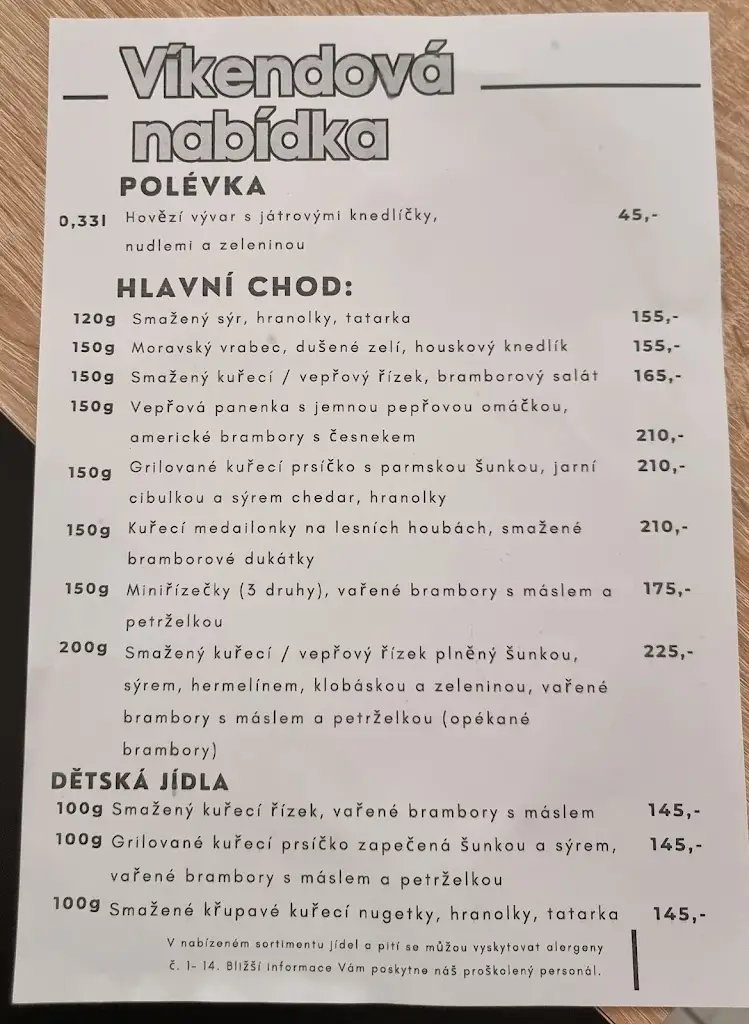 Víkendová
nabídka
POLÉVKA
0,33l Hovězí vývar s játrovými knedlíčky, 45,-
nudlemi a zeleninou
HLAVNÍ CHOD:
120g Smažený sýr, hranolky, tatarka 155,-
150g Moravský vrabec, dušené zelí, houskový knedlík 155,-
150g Smažený kuřecí / vepřový řízek, bramborový salát 165,-
150g Vepřová panenka s jemnou pepřovou omáčkou,
americké brambory s česnekem 210,-
150g Grilované kuřecí prsíčko s parmskou šunkou, jarní 210,-
cibulkou a sýrem chedar, hranolky
150g Kuřecí medailonky na lesních houbách, smažené 210,-
bramborové dukátky
150g Miniřízečky (3 druhy), vařené brambory s máslem a 175,-
petrželkou
200g Smažený kuřecí / vepřový řízek plněný šunkou, 225,-
sýrem, hermelínem, klobáskou a zeleninou, vařené
brambory s máslem a petrželkou (opékané
brambory)
DĚTSKÁ JÍDLA
100g Smažený kuřecí řízek, vařené brambory s máslem 145,-
100g Grilované kuřecí prsíčko zapečená šunkou a sýrem, 145,-
vařené brambory s máslem a petrželkou
100g Smažené křupavé kuřecí nugetky, hranolky, tatarka 145,-
V nabízeném sortimentu jídel a pití se můžou vyskytovat alergeny
č. 1- 14. Bližší informace Vám poskytne náš proškolený personál.